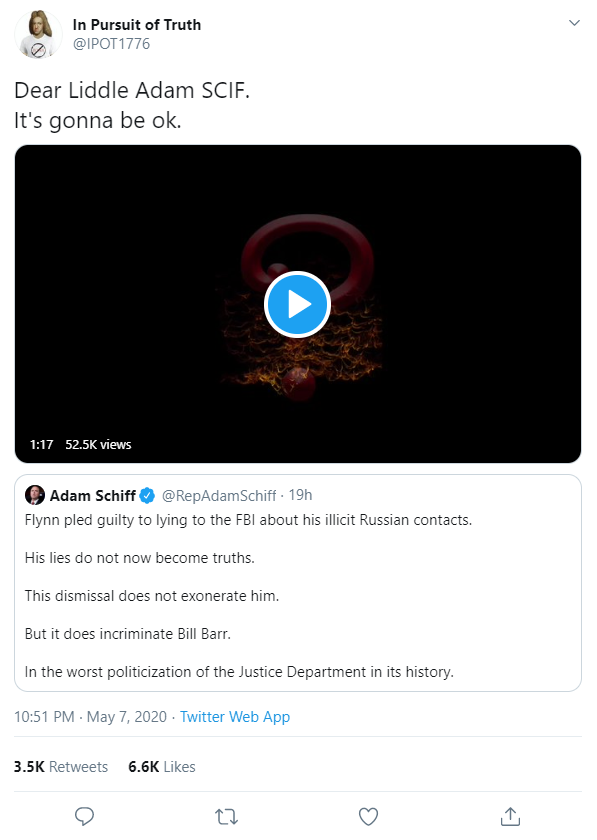 In Pursuit of Truth
@IPOT1776
Dear Liddle Adam SCIF.
It's gonna be ok.
1:17 52.5K views
Adam Schiff @RepAdamSchiff · 19h
Flynn pled guilty to lying to the FBI about his illicit Russian contacts.
His lies do not now become truths.
This dismissal does not exonerate him.
But it does incriminate Bill Barr.
In the worst politicization of the Justice Department in its history.
10:51 PM · May 7, 2020 · Twitter Web App
3.5K Retweets 6.6K Likes